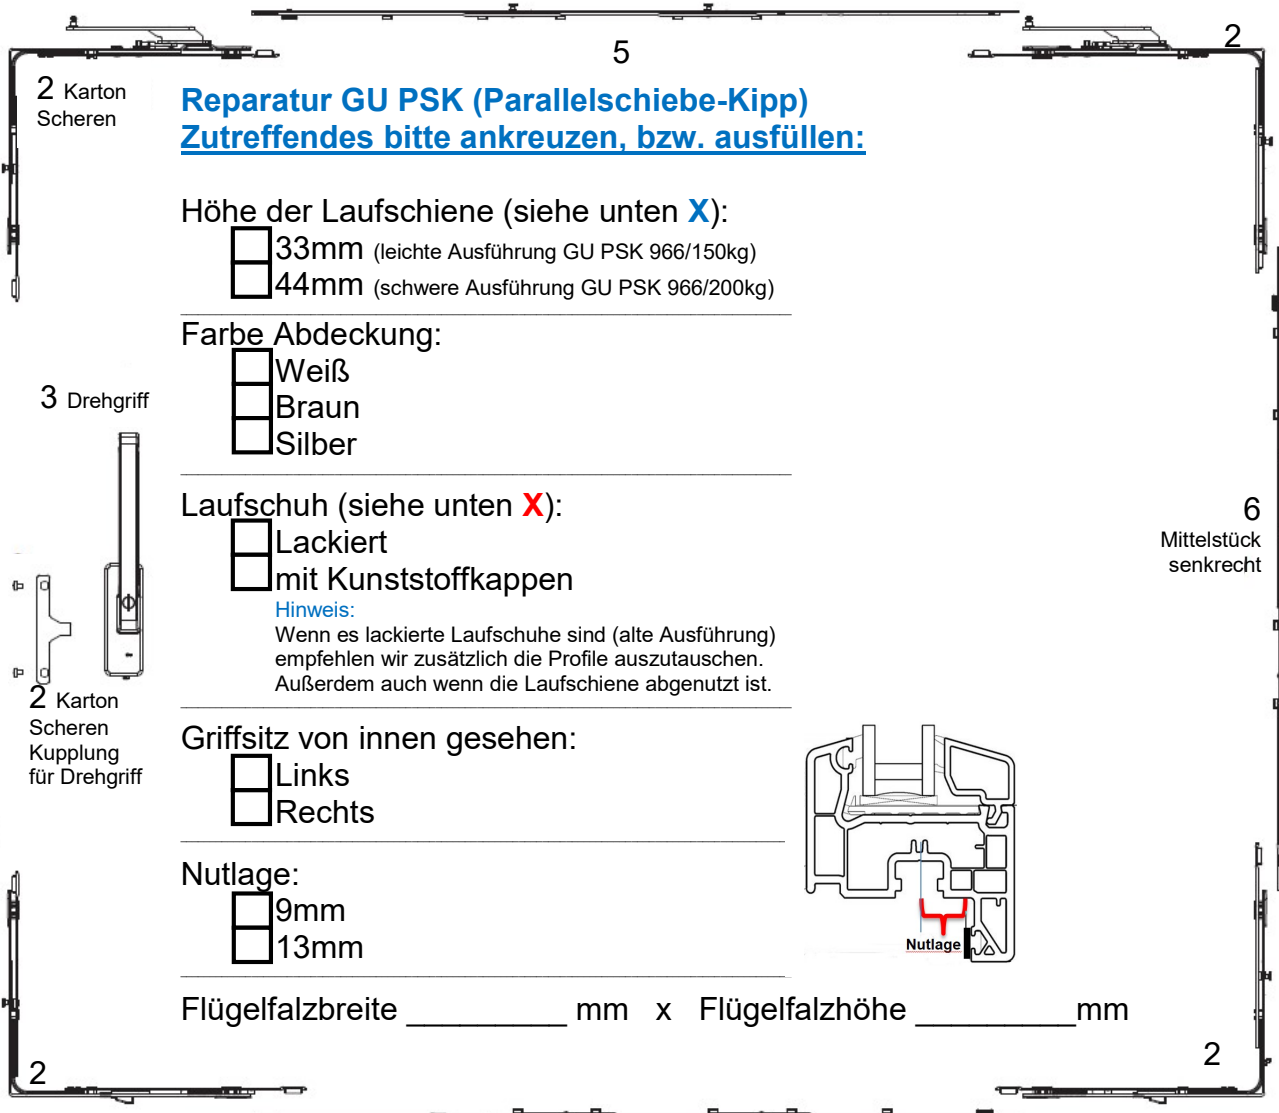 5
2
2 Karton
Scheren
Reparatur GU PSK (Parallelschiebe-Kipp)
Zutreffendes bitte ankreuzen, bzw. ausfüllen:
Höhe der Laufschiene (siehe unten X):
33mm (leichte Ausführung GU PSK 966/150kg)
44mm (schwere Ausführung GU PSK 966/200kg)
Farbe Abdeckung:
Weiß
Braun
Silber
3 Drehgriff
Laufschuh (siehe unten X):
Lackiert
mit Kunststoffkappen
Hinweis:
Wenn es lackierte Laufschuhe sind (alte Ausführung)
empfehlen wir zusätzlich die Profile auszutauschen.
Außerdem auch wenn die Laufschiene abgenutzt ist.
6
Mittelstück
senkrecht
2 Karton
Scheren
Kupplung
für Drehgriff
Griffsitz von innen gesehen:
Links
Rechts
Nutlage:
9mm
13mm
Nutlage
Flügelfalzbreite _________ mm x Flügelfalzhöhe _________mm
2
2